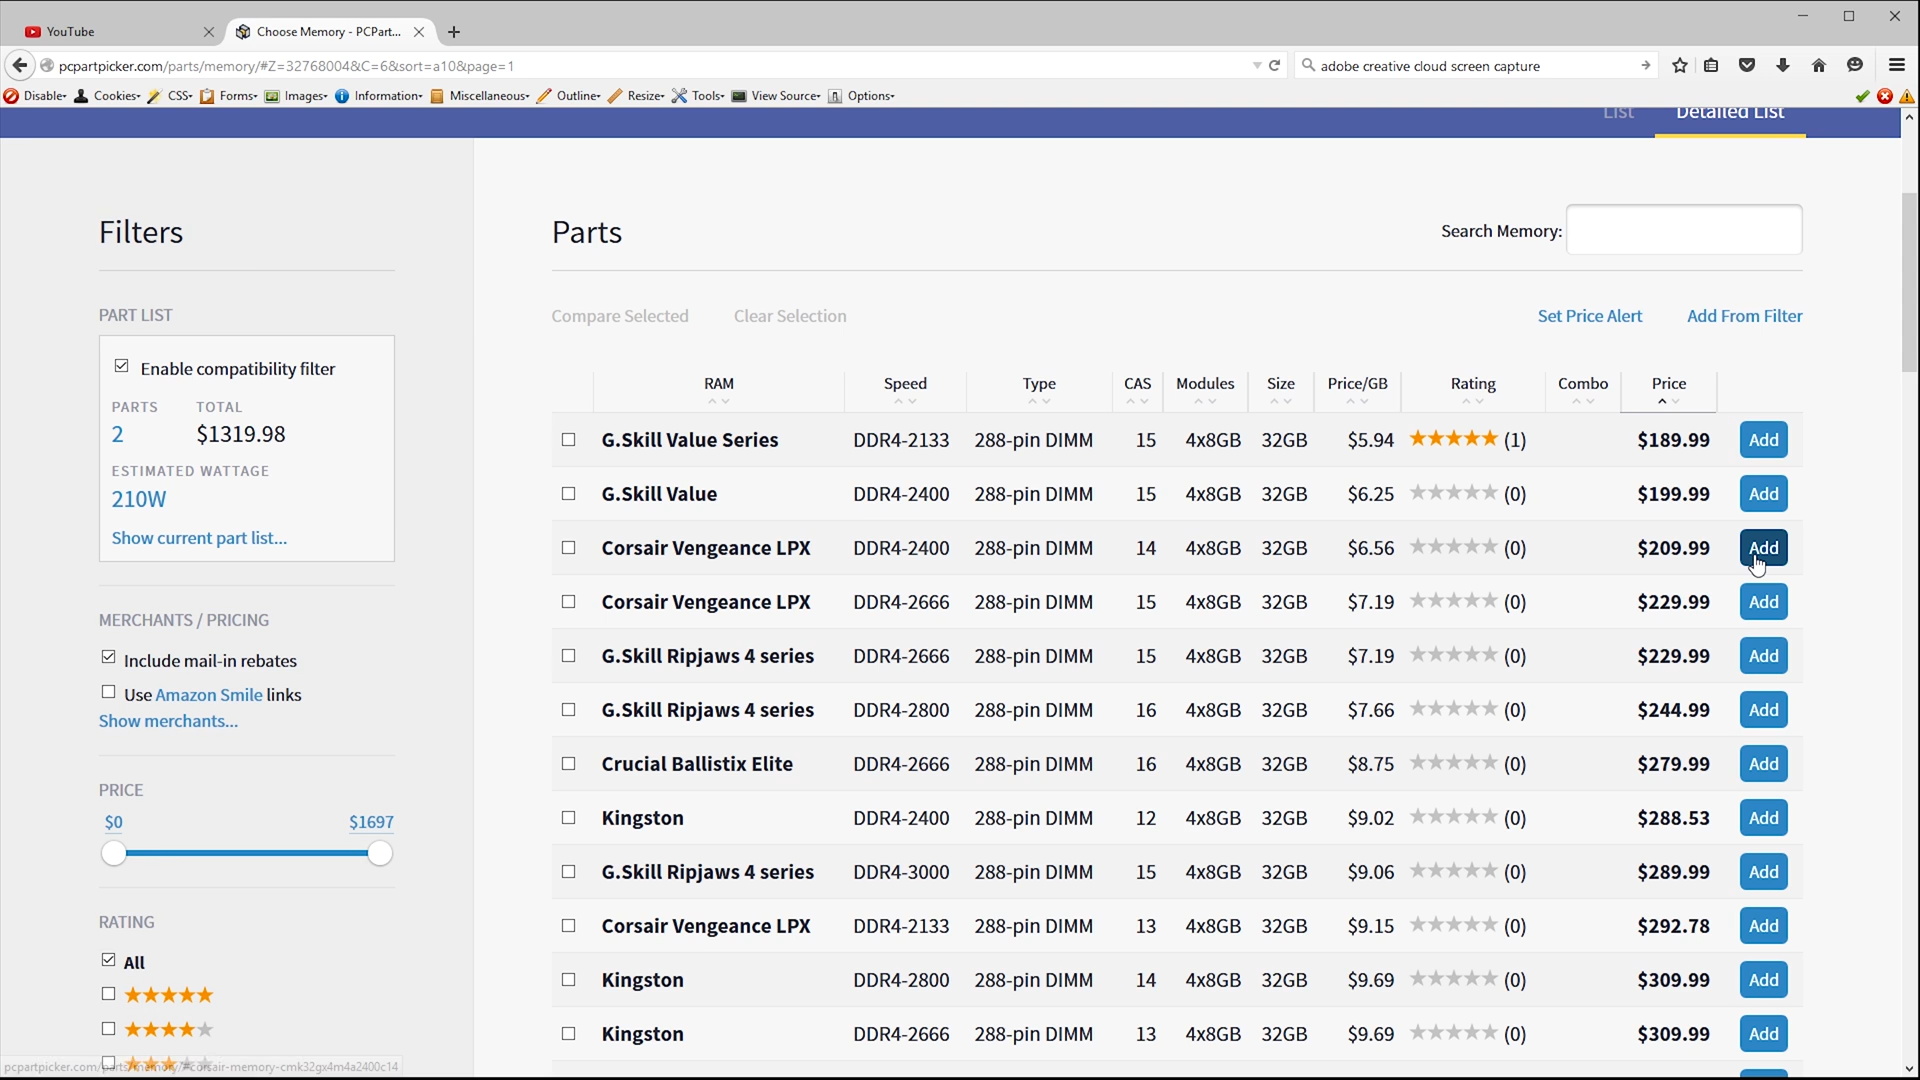 YouTube
Choose Memory - PCPart...
pcpartpicker.com/parts/memory/#Z=32768004&C=6&sort=a10&page=1
adobe creative cloud screen capture
Disable Cookies CSS Forms Images Information Miscellaneous Outline Resize Tools View Source Options
List Detailed List
Filters
PART LIST
Enable compatibility filter
PARTS TOTAL
2 $1319.98
ESTIMATED WATTAGE
210W
Show current part list...
MERCHANTS / PRICING
Include mail-in rebates
Use Amazon Smile links
Show merchants...
PRICE
$0 $1697
RATING
All
Parts
Search Memory:
Compare Selected Clear Selection Set Price Alert Add From Filter
RAM Speed Type CAS Modules Size Price/GB Rating Combo Price
G.Skill Value Series DDR4-2133 288-pin DIMM 15 4x8GB 32GB $5.94 (1) $189.99 Add
G.Skill Value DDR4-2400 288-pin DIMM 15 4x8GB 32GB $6.25 (0) $199.99 Add
Corsair Vengeance LPX DDR4-2400 288-pin DIMM 14 4x8GB 32GB $6.56 (0) $209.99 Add
Corsair Vengeance LPX DDR4-2666 288-pin DIMM 15 4x8GB 32GB $7.19 (0) $229.99 Add
G.Skill Ripjaws 4 series DDR4-2666 288-pin DIMM 15 4x8GB 32GB $7.19 (0) $229.99 Add
G.Skill Ripjaws 4 series DDR4-2800 288-pin DIMM 16 4x8GB 32GB $7.66 (0) $244.99 Add
Crucial Ballistix Elite DDR4-2666 288-pin DIMM 16 4x8GB 32GB $8.75 (0) $279.99 Add
Kingston DDR4-2400 288-pin DIMM 12 4x8GB 32GB $9.02 (0) $288.53 Add
G.Skill Ripjaws 4 series DDR4-3000 288-pin DIMM 15 4x8GB 32GB $9.06 (0) $289.99 Add
Corsair Vengeance LPX DDR4-2133 288-pin DIMM 13 4x8GB 32GB $9.15 (0) $292.78 Add
Kingston DDR4-2800 288-pin DIMM 14 4x8GB 32GB $9.69 (0) $309.99 Add
Kingston DDR4-2666 288-pin DIMM 13 4x8GB 32GB $9.69 (0) $309.99 Add
pcpartpicker.com/parts/memory/#corsair-memory-cmk32gx4m4a2400c14